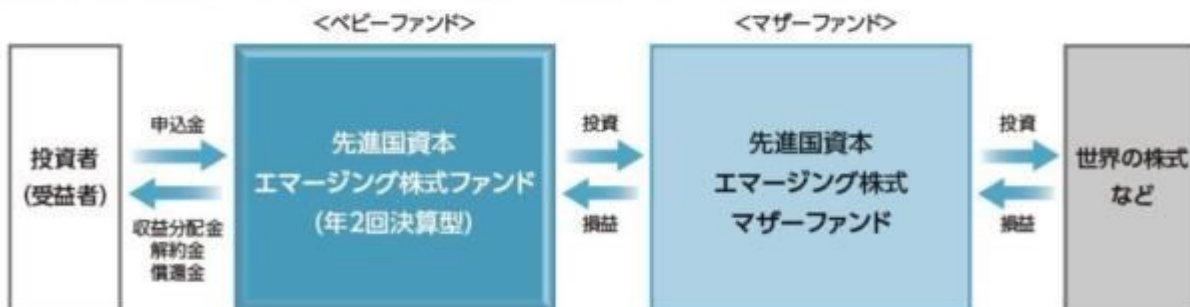 ＜ベビーファンド＞
＜マザーファンド＞
投資者
(受益者)
申込金
収益分配金
解約金
償還金
先進国資本
エマージング株式ファンド
(年2回決算型)
投資
損益
先進国資本
エマージング株式
マザーファンド
投資
損益
世界の株式
など